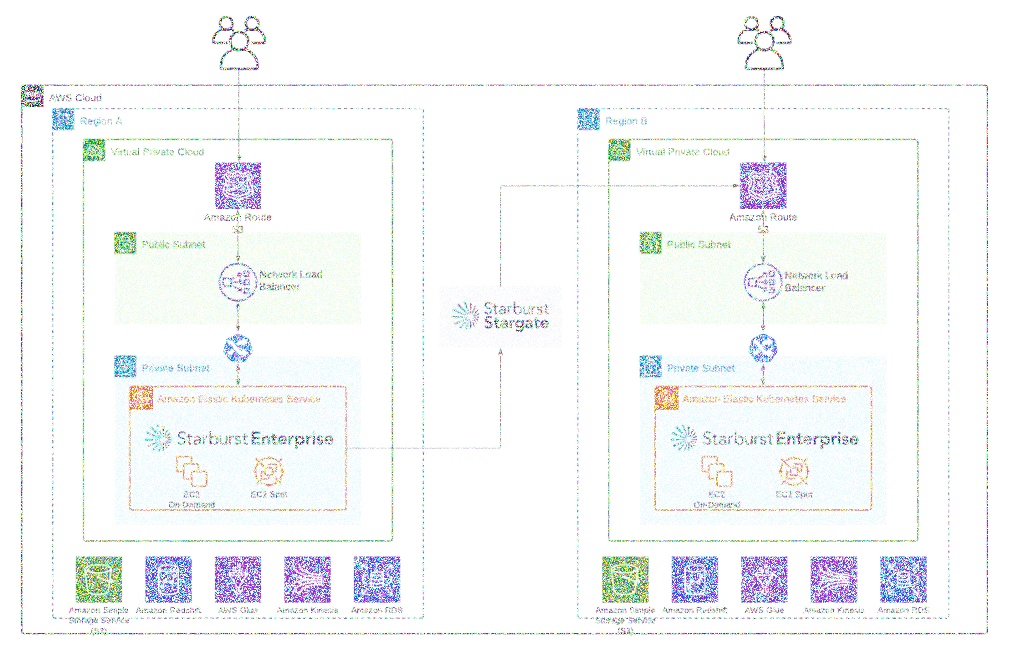 AWS Cloud
Region A
Virtual Private Cloud
Amazon Route
53
Public Subnet
Network Load
Balancer
Private Subnet
Amazon Elastic Kubernetes Service
Starburst Enterprise
EC2
On-Demand
EC2 Spot
Amazon Simple
Storage Service
(S3)
Amazon Redshift
AWS Glue
Amazon Kinesis
Amazon RDS
Starburst
Stargate
Region B
Virtual Private Cloud
Amazon Route
53
Public Subnet
Network Load
Balancer
Private Subnet
Amazon Elastic Kubernetes Service
Starburst Enterprise
EC2
On-Demand
EC2 Spot
Amazon Simple
Storage Service
(S3)
Amazon Redshift
AWS Glue
Amazon Kinesis
Amazon RDS